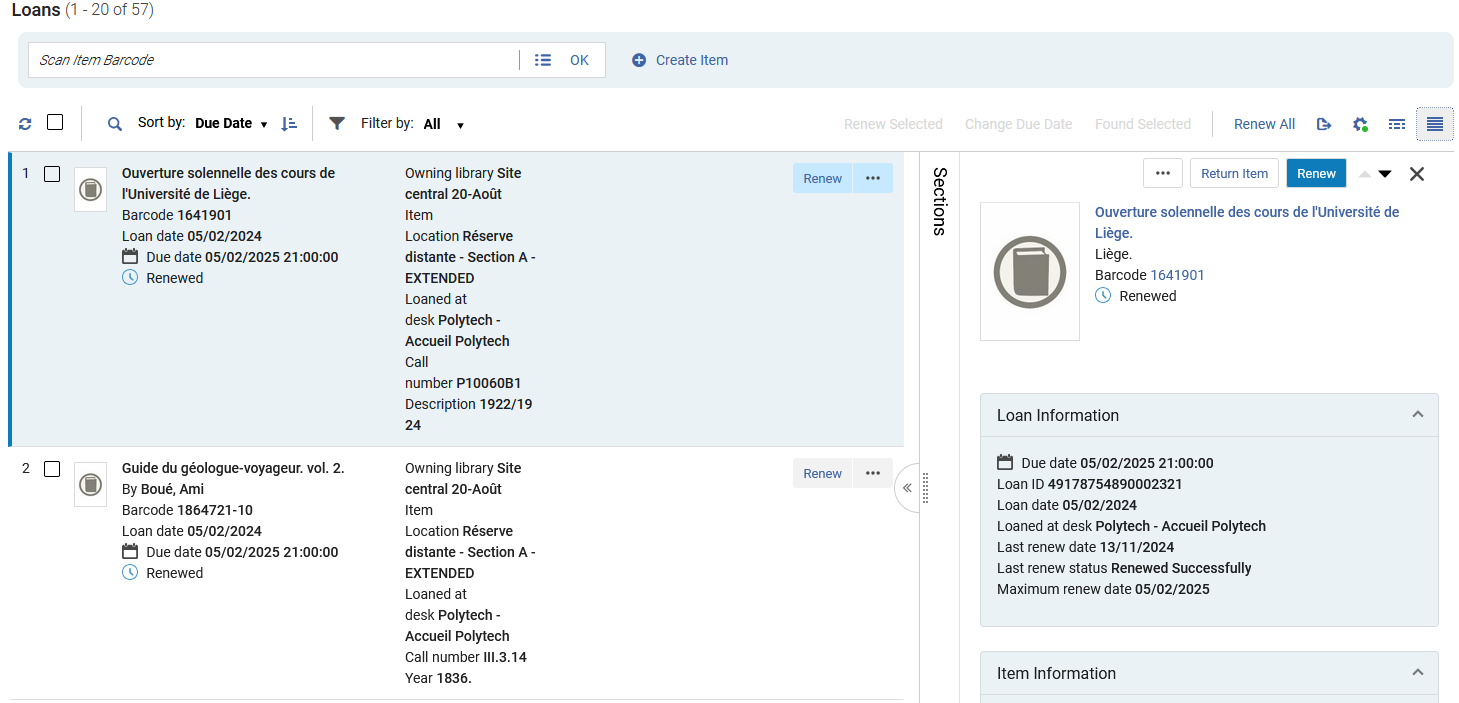 Loans (1 - 20 of 57)
Scan Item Barcode
OK
Create Item
Sort by: Due Date
Filter by: All
Renew Selected
Change Due Date
Found Selected
Renew All
1
Ouverture solennelle des cours de
l'Université de Liège.
Barcode 1641901
Loan date 05/02/2024
Due date 05/02/2025 21:00:00
Renewed
Owning library Site
central 20-Août
Item
Location Réserve
distante - Section A -
EXTENDED
Loaned at
desk Polytech -
Accueil Polytech
Call
number P10060B1
Description 1922/19
24
Renew
2
Guide du géologue-voyageur. vol. 2.
By Boué, Ami
Barcode 1864721-10
Loan date 05/02/2024
Due date 05/02/2025 21:00:00
Renewed
Owning library Site
central 20-Août
Item
Location Réserve
distante - Section A -
EXTENDED
Loaned at
desk Polytech -
Accueil Polytech
Call number III.3.14
Year 1836.
Renew
Sections
Return Item
Renew
Ouverture solennelle des cours de l'Université de
Liège.
Liège.
Barcode 1641901
Renewed
Loan Information
Due date 05/02/2025 21:00:00
Loan ID 49178754890002321
Loan date 05/02/2024
Loaned at desk Polytech - Accueil Polytech
Last renew date 13/11/2024
Last renew status Renewed Successfully
Maximum renew date 05/02/2025
Item Information